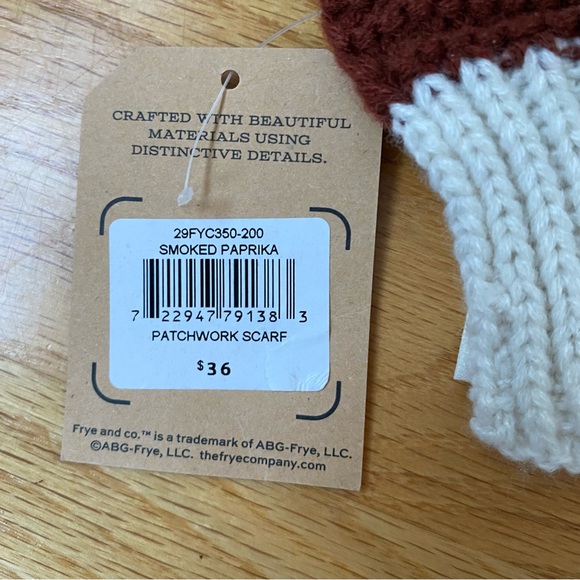 CRAFTED WITH BEAUTIFUL
MATERIALS USING
DISTINCTIVE DETAILS.
29FYC350-200
SMOKED PAPRIKA
7 22947 79138 3
PATCHWORK SCARF
$36
Frye and co.™ is a trademark of ABG-Frye, LLC.
©ABG-Frye, LLC. thefryecompany.com